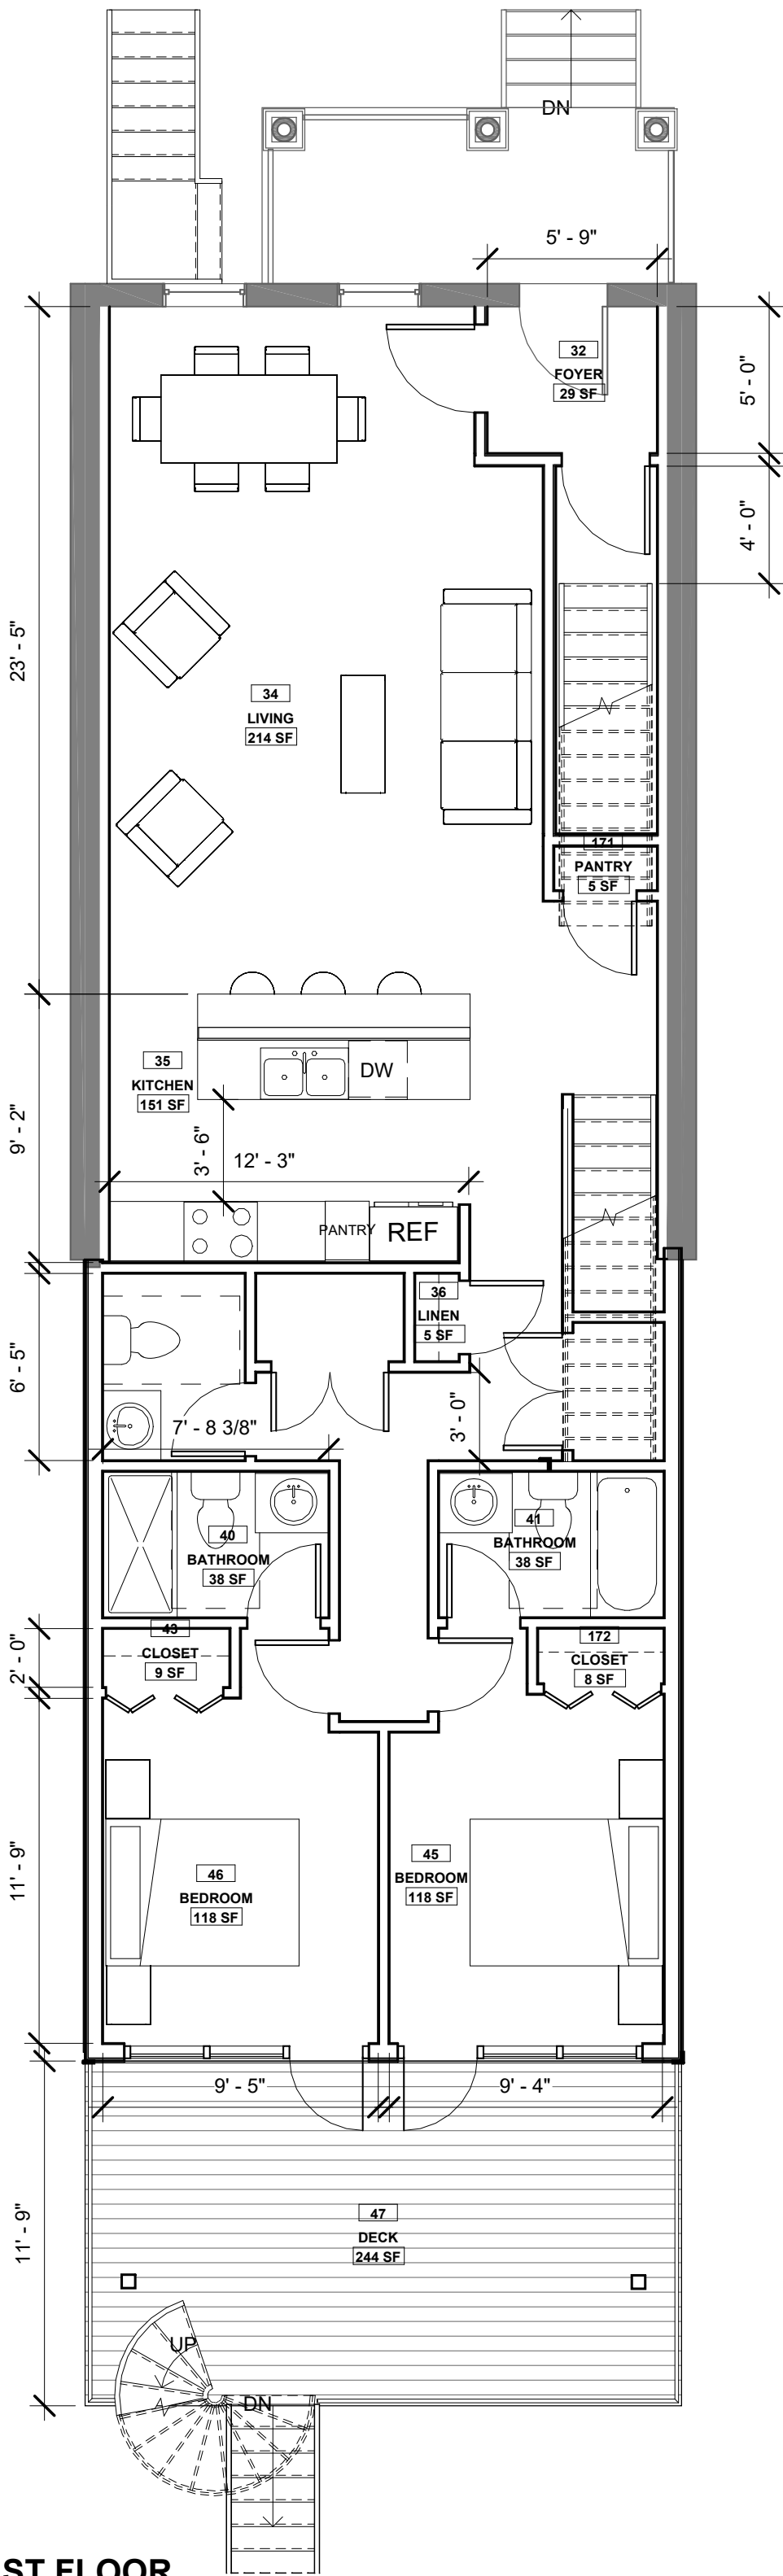 DN
5' - 9"
32
FOYER
29 SF
5' - 0"
4' - 0"
23' - 5"
34
LIVING
214 SF
171
PANTRY
5 SF
35
KITCHEN
151 SF
DW
9' - 2"
3' - 6"
12' - 3"
PANTRY
REF
36
LINEN
5 SF
6' - 5"
7' - 8 3/8"
3' - 0"
40
BATHROOM
38 SF
41
BATHROOM
38 SF
2' - 0"
43
CLOSET
9 SF
172
CLOSET
8 SF
11' - 9"
46
BEDROOM
118 SF
45
BEDROOM
118 SF
9' - 5"
9' - 4"
11' - 9"
47
DECK
244 SF
UP
DN
ST FLOOR